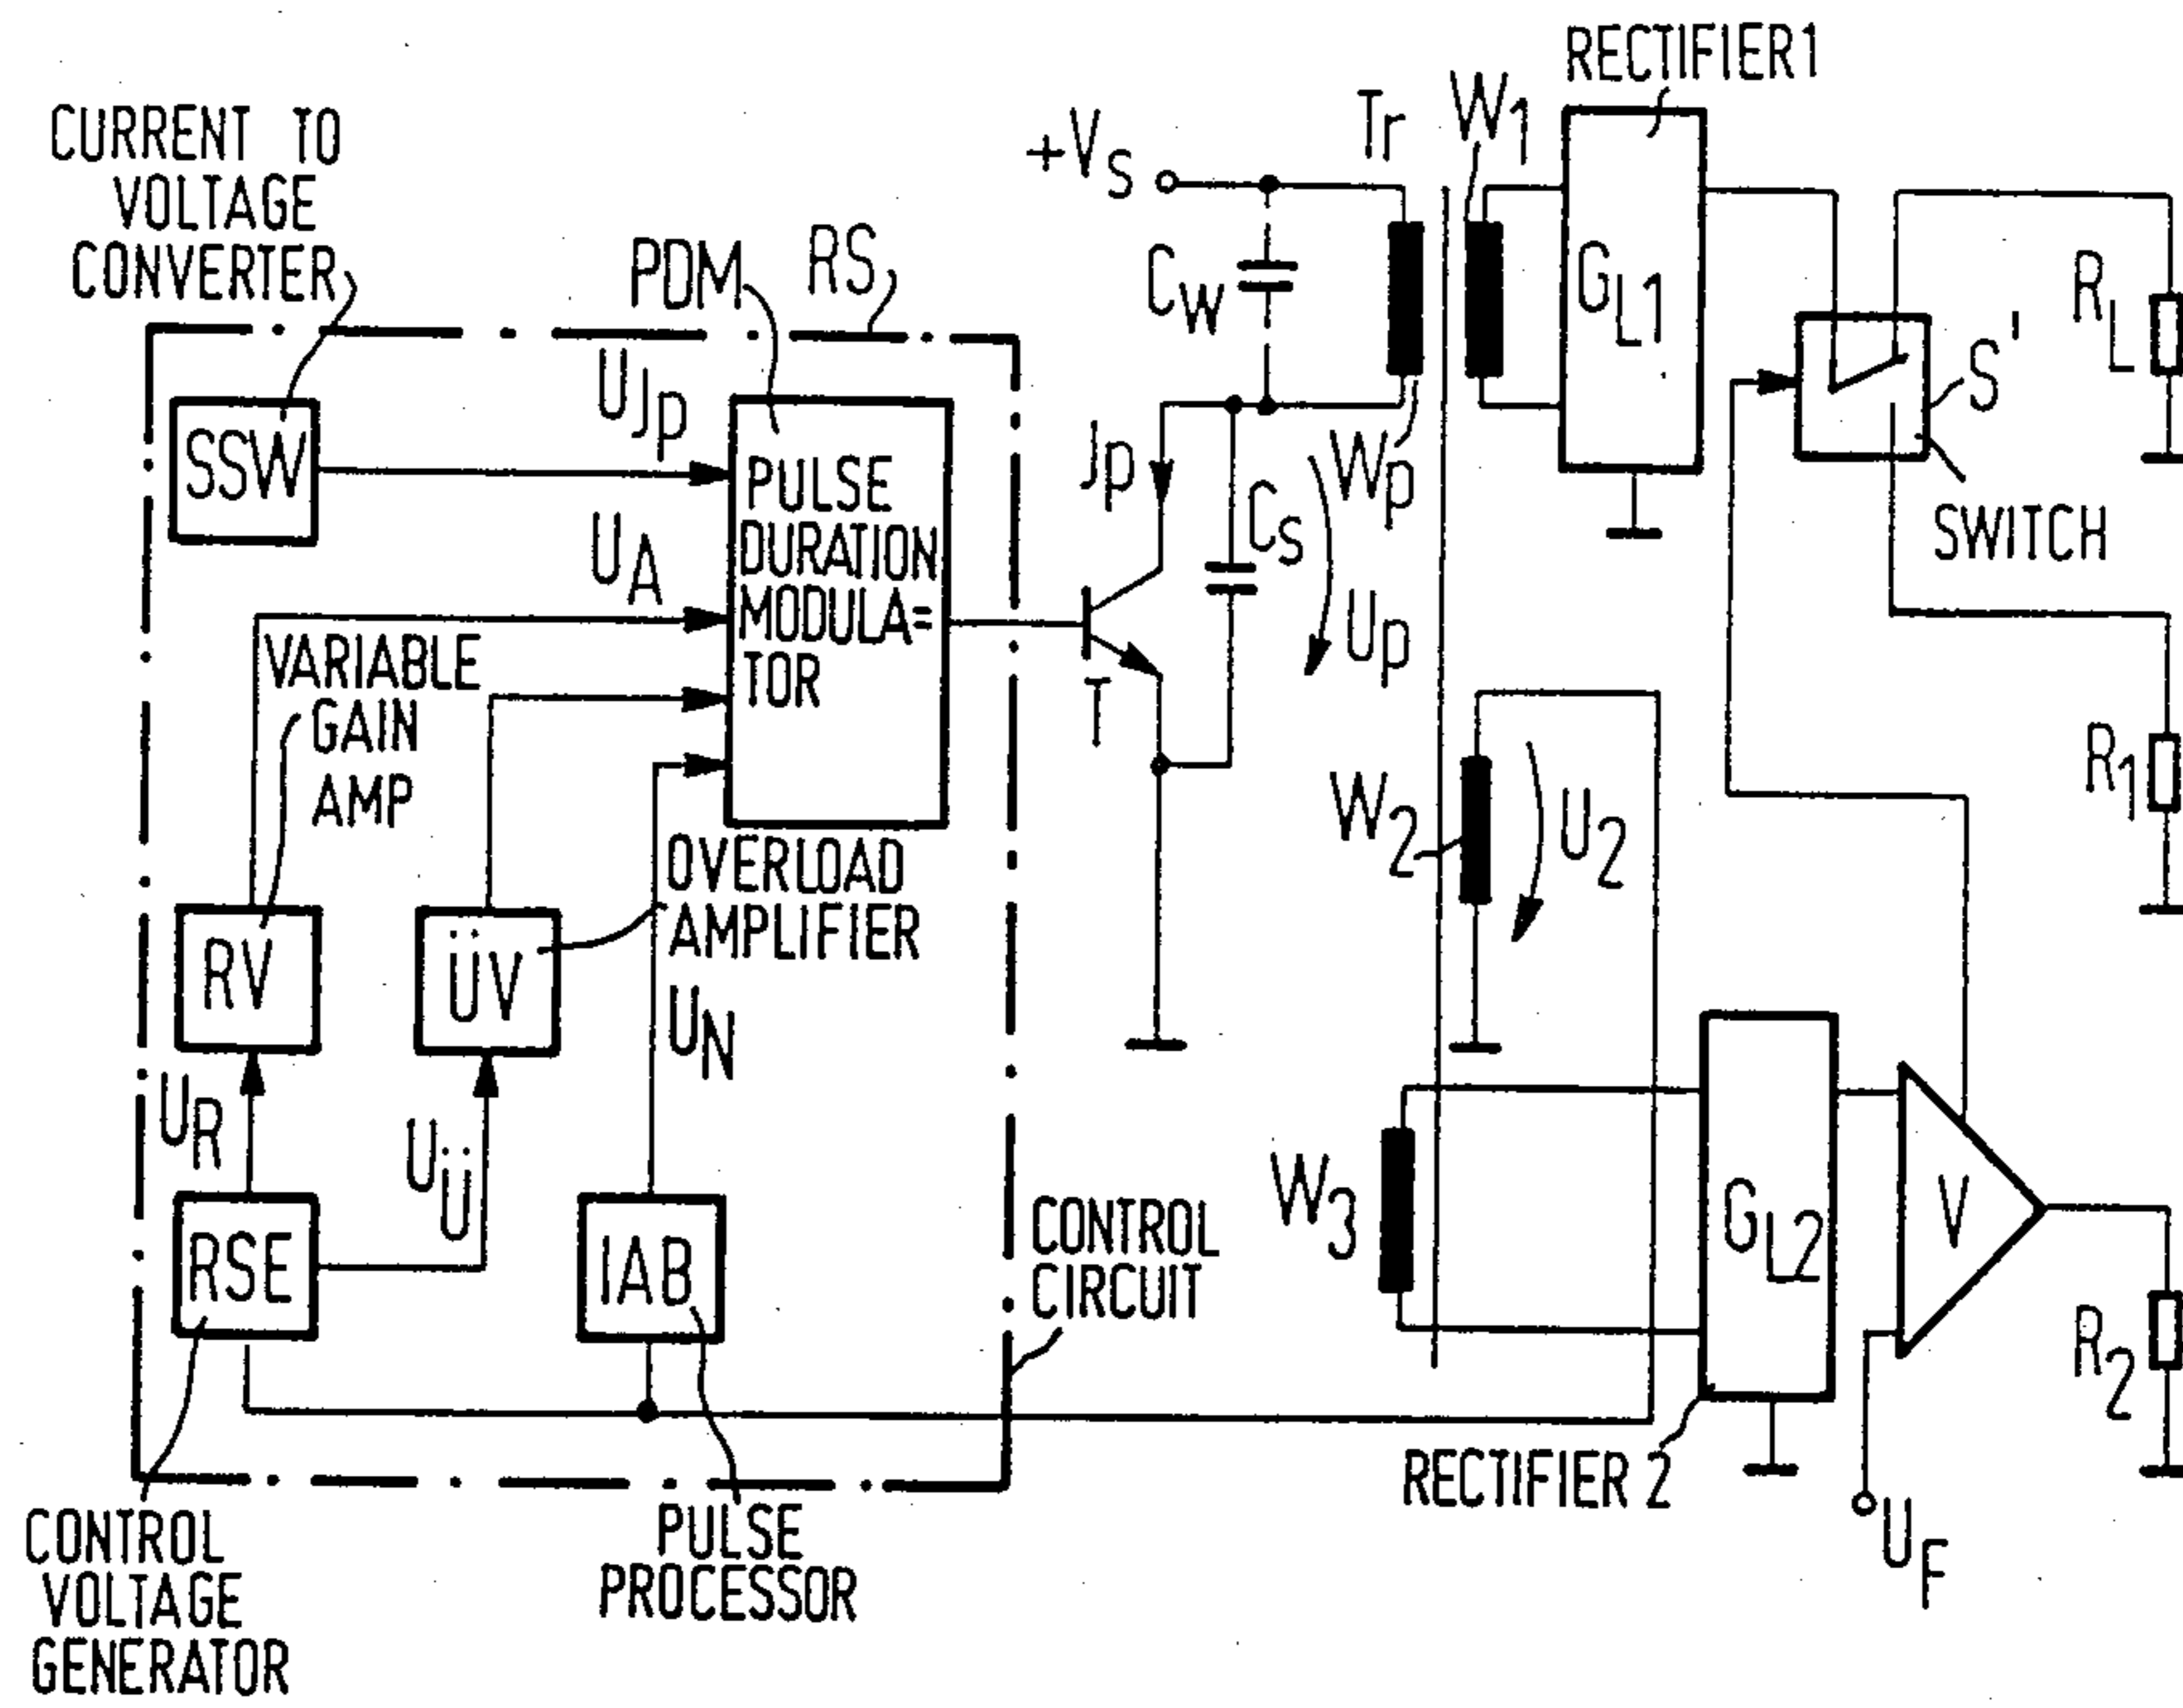 RECTIFIER1
CURRENT TO
VOLTAGE
CONVERTER
+VS
Tr
W1
PDM
RS
CW
GL1
RL
UJp
SSW
S'
Jp
Wp
CS
PULSE
DURATION
MODULA=
TOR
SWITCH
UA
Up
VARIABLE
GAIN
AMP
T
W2
U2
R1
OVERLOAD
AMPLIFIER
RV
ÜV
UN
UR
UÜ
W3
GL2
V
RSE
IAB
CONTROL
CIRCUIT
R2
RECTIFIER 2
UF
CONTROL
VOLTAGE
GENERATOR
PULSE
PROCESSOR